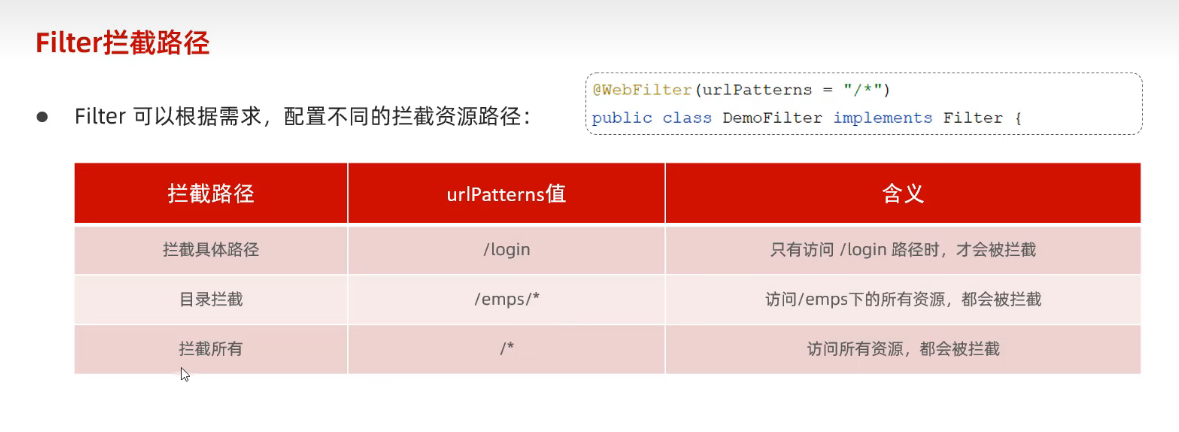 Filter拦截路径
● Filter 可以根据需求，配置不同的拦截资源路径：
@WebFilter(urlPatterns = "/*")
public class DemoFilter implements Filter {
拦截路径 urlPatterns值 含义
拦截具体路径 /login 只有访问 /login 路径时，才会被拦截
目录拦截 /emps/* 访问/emps下的所有资源，都会被拦截
拦截所有 /* 访问所有资源，都会被拦截